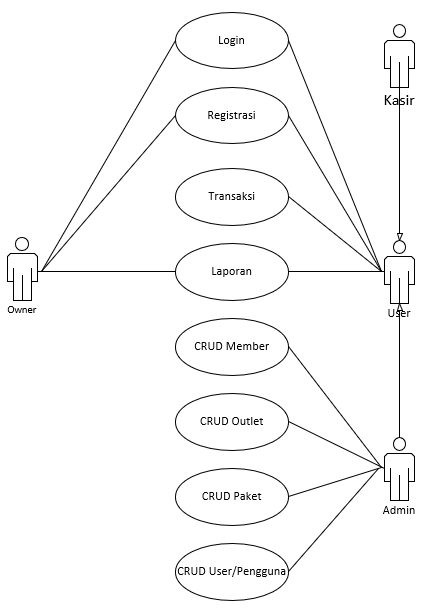 Login
Kasir
Registrasi
Transaksi
Laporan
Owner
User
CRUD Member
CRUD Outlet
CRUD Paket
Admin
CRUD User/Pengguna